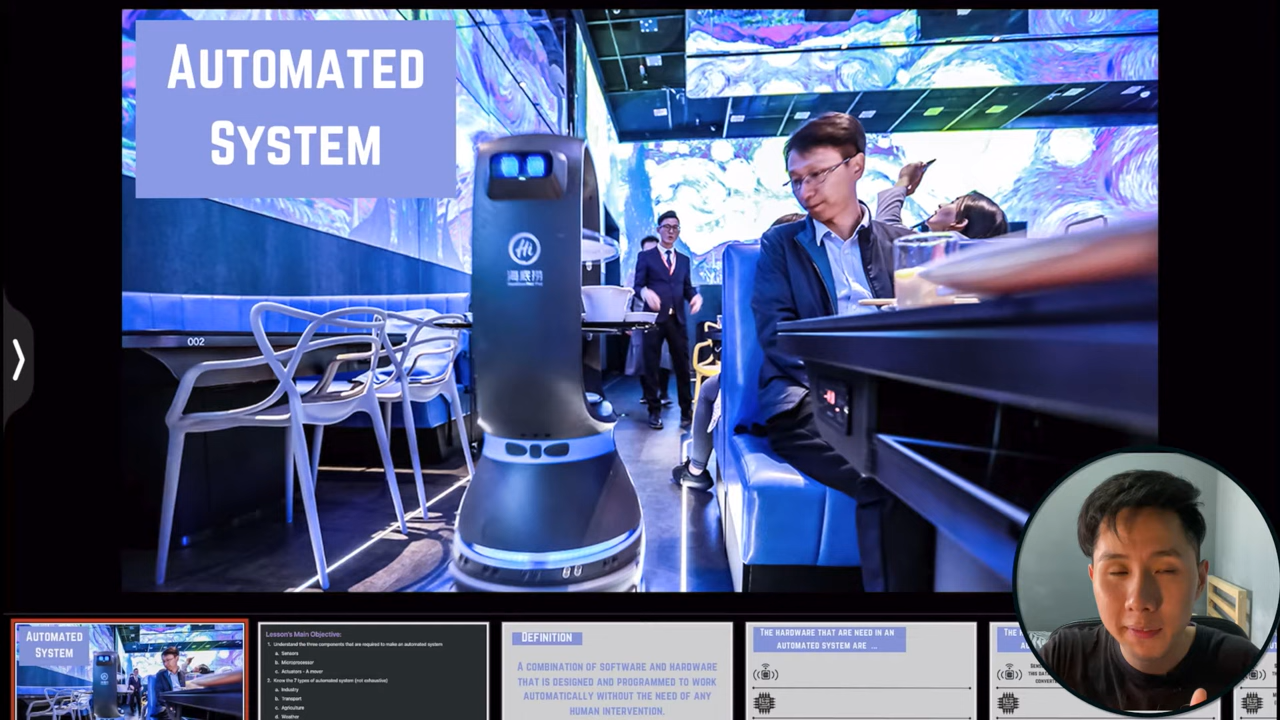 AUTOMATED
SYSTEM
Hi
海底捞
002
AUTOMATED
SYSTEM
Lesson's Main Objective:
1. Understand the three components that are required to make an automated system
a. Sensors
b. Microprocessor
c. Actuators - A mover
2. Know the 7 types of automated system (not exhaustive)
a. Industry
b. Transport
c. Agriculture
d. Weather
DEFINITION
A COMBINATION OF SOFTWARE AND HARDWARE
THAT IS DESIGNED AND PROGRAMMED TO WORK
AUTOMATICALLY WITHOUT THE NEED OF ANY
HUMAN INTERVENTION.
THE HARDWARE THAT ARE NEED IN AN
AUTOMATED SYSTEM ARE ...